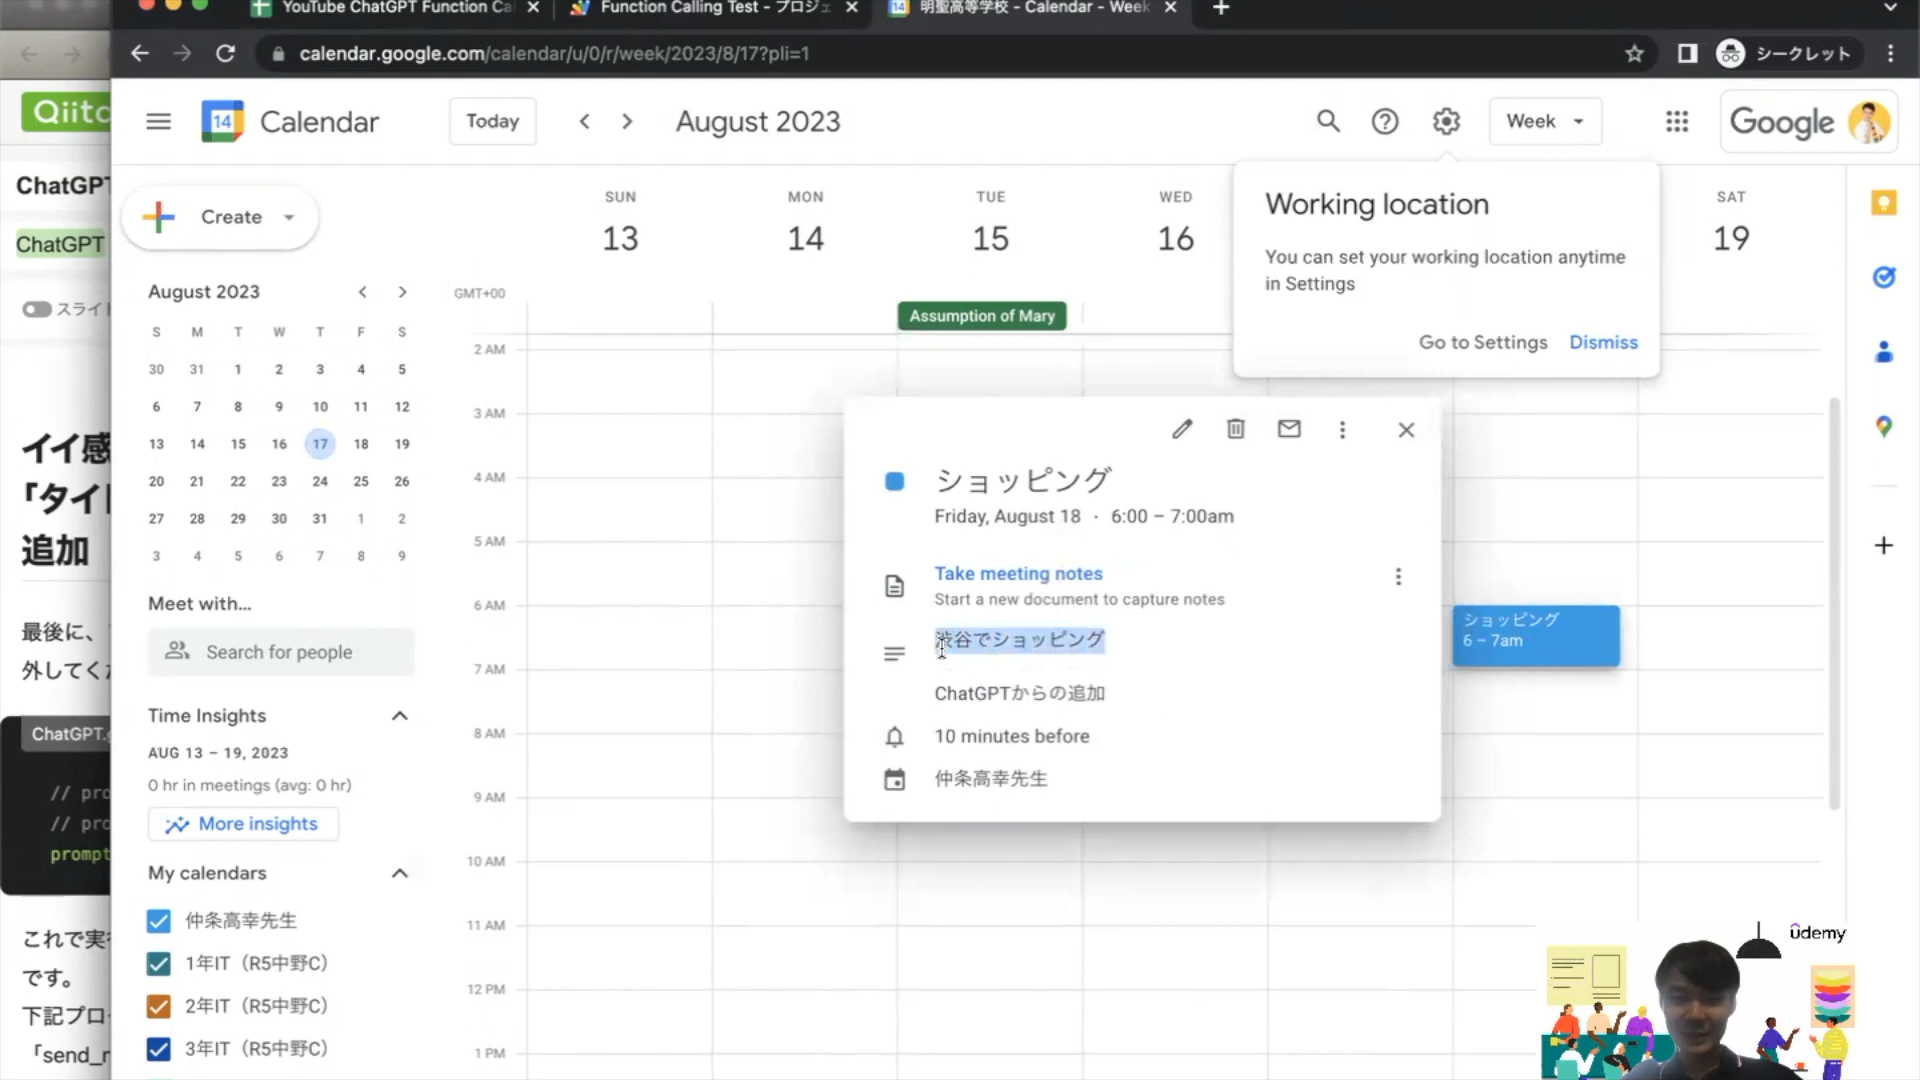 YouTube ChatGPT Function Cal
Function Calling Test - プロジェ
明聖高等学校 - Calendar - Week
calendar.google.com/calendar/u/0/r/week/2023/8/17?pli=1
シークレット
Qiita
ChatGPT
ChatGPT
スライ
イイ感
「タイト
追加
最後に、
外してく
ChatGPT.g
// pro
// pro
prompt
これで実行
です。
下記プロ
「send_m
14
Calendar
Today
August 2023
Week
Google
Create
August 2023
S M T W T F S
30 31 1 2 3 4 5
6 7 8 9 10 11 12
13 14 15 16 17 18 19
20 21 22 23 24 25 26
27 28 29 30 31 1 2
3 4 5 6 7 8 9
Meet with...
Search for people
Time Insights
AUG 13 – 19, 2023
0 hr in meetings (avg: 0 hr)
More insights
My calendars
仲条高幸先生
1年IT（R5中野C）
2年IT（R5中野C）
3年IT（R5中野C）
SUN MON TUE WED SAT
13 14 15 16 19
GMT+00
Assumption of Mary
2 AM
3 AM
4 AM
5 AM
6 AM
7 AM
8 AM
9 AM
10 AM
11 AM
12 PM
1 PM
Working location
You can set your working location anytime
in Settings
Go to Settings Dismiss
ショッピング
Friday, August 18 · 6:00 – 7:00am
Take meeting notes
Start a new document to capture notes
渋谷でショッピング
ChatGPTからの追加
10 minutes before
仲条高幸先生
ショッピング
6 – 7am
udemy